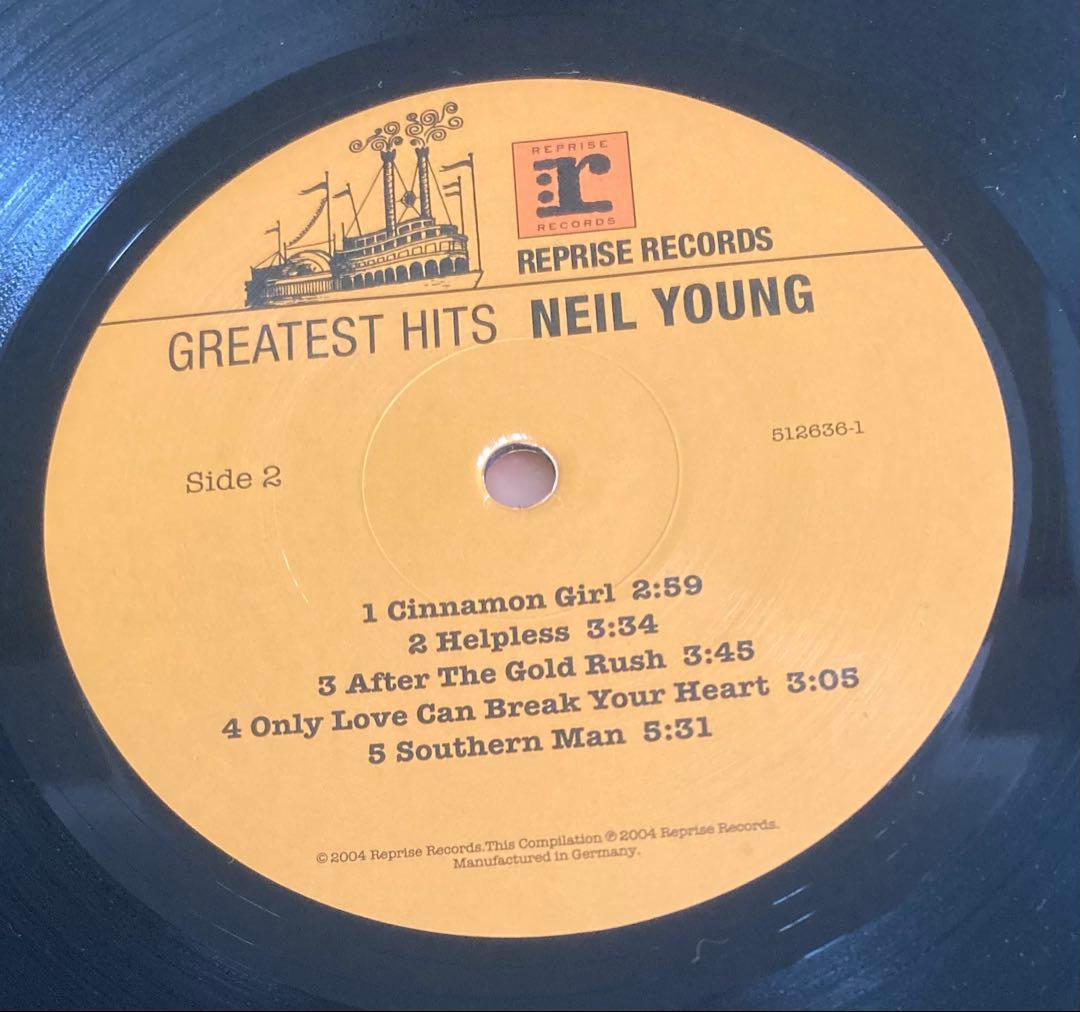 REPRISE
r
RECORDS
REPRISE RECORDS
GREATEST HITS NEIL YOUNG
512636-1
Side 2
1 Cinnamon Girl 2:59
2 Helpless 3:34
3 After The Gold Rush 3:45
4 Only Love Can Break Your Heart 3:05
5 Southern Man 5:31
©2004 Reprise Records.This Compilation ℗2004 Reprise Records.
Manufactured in Germany.